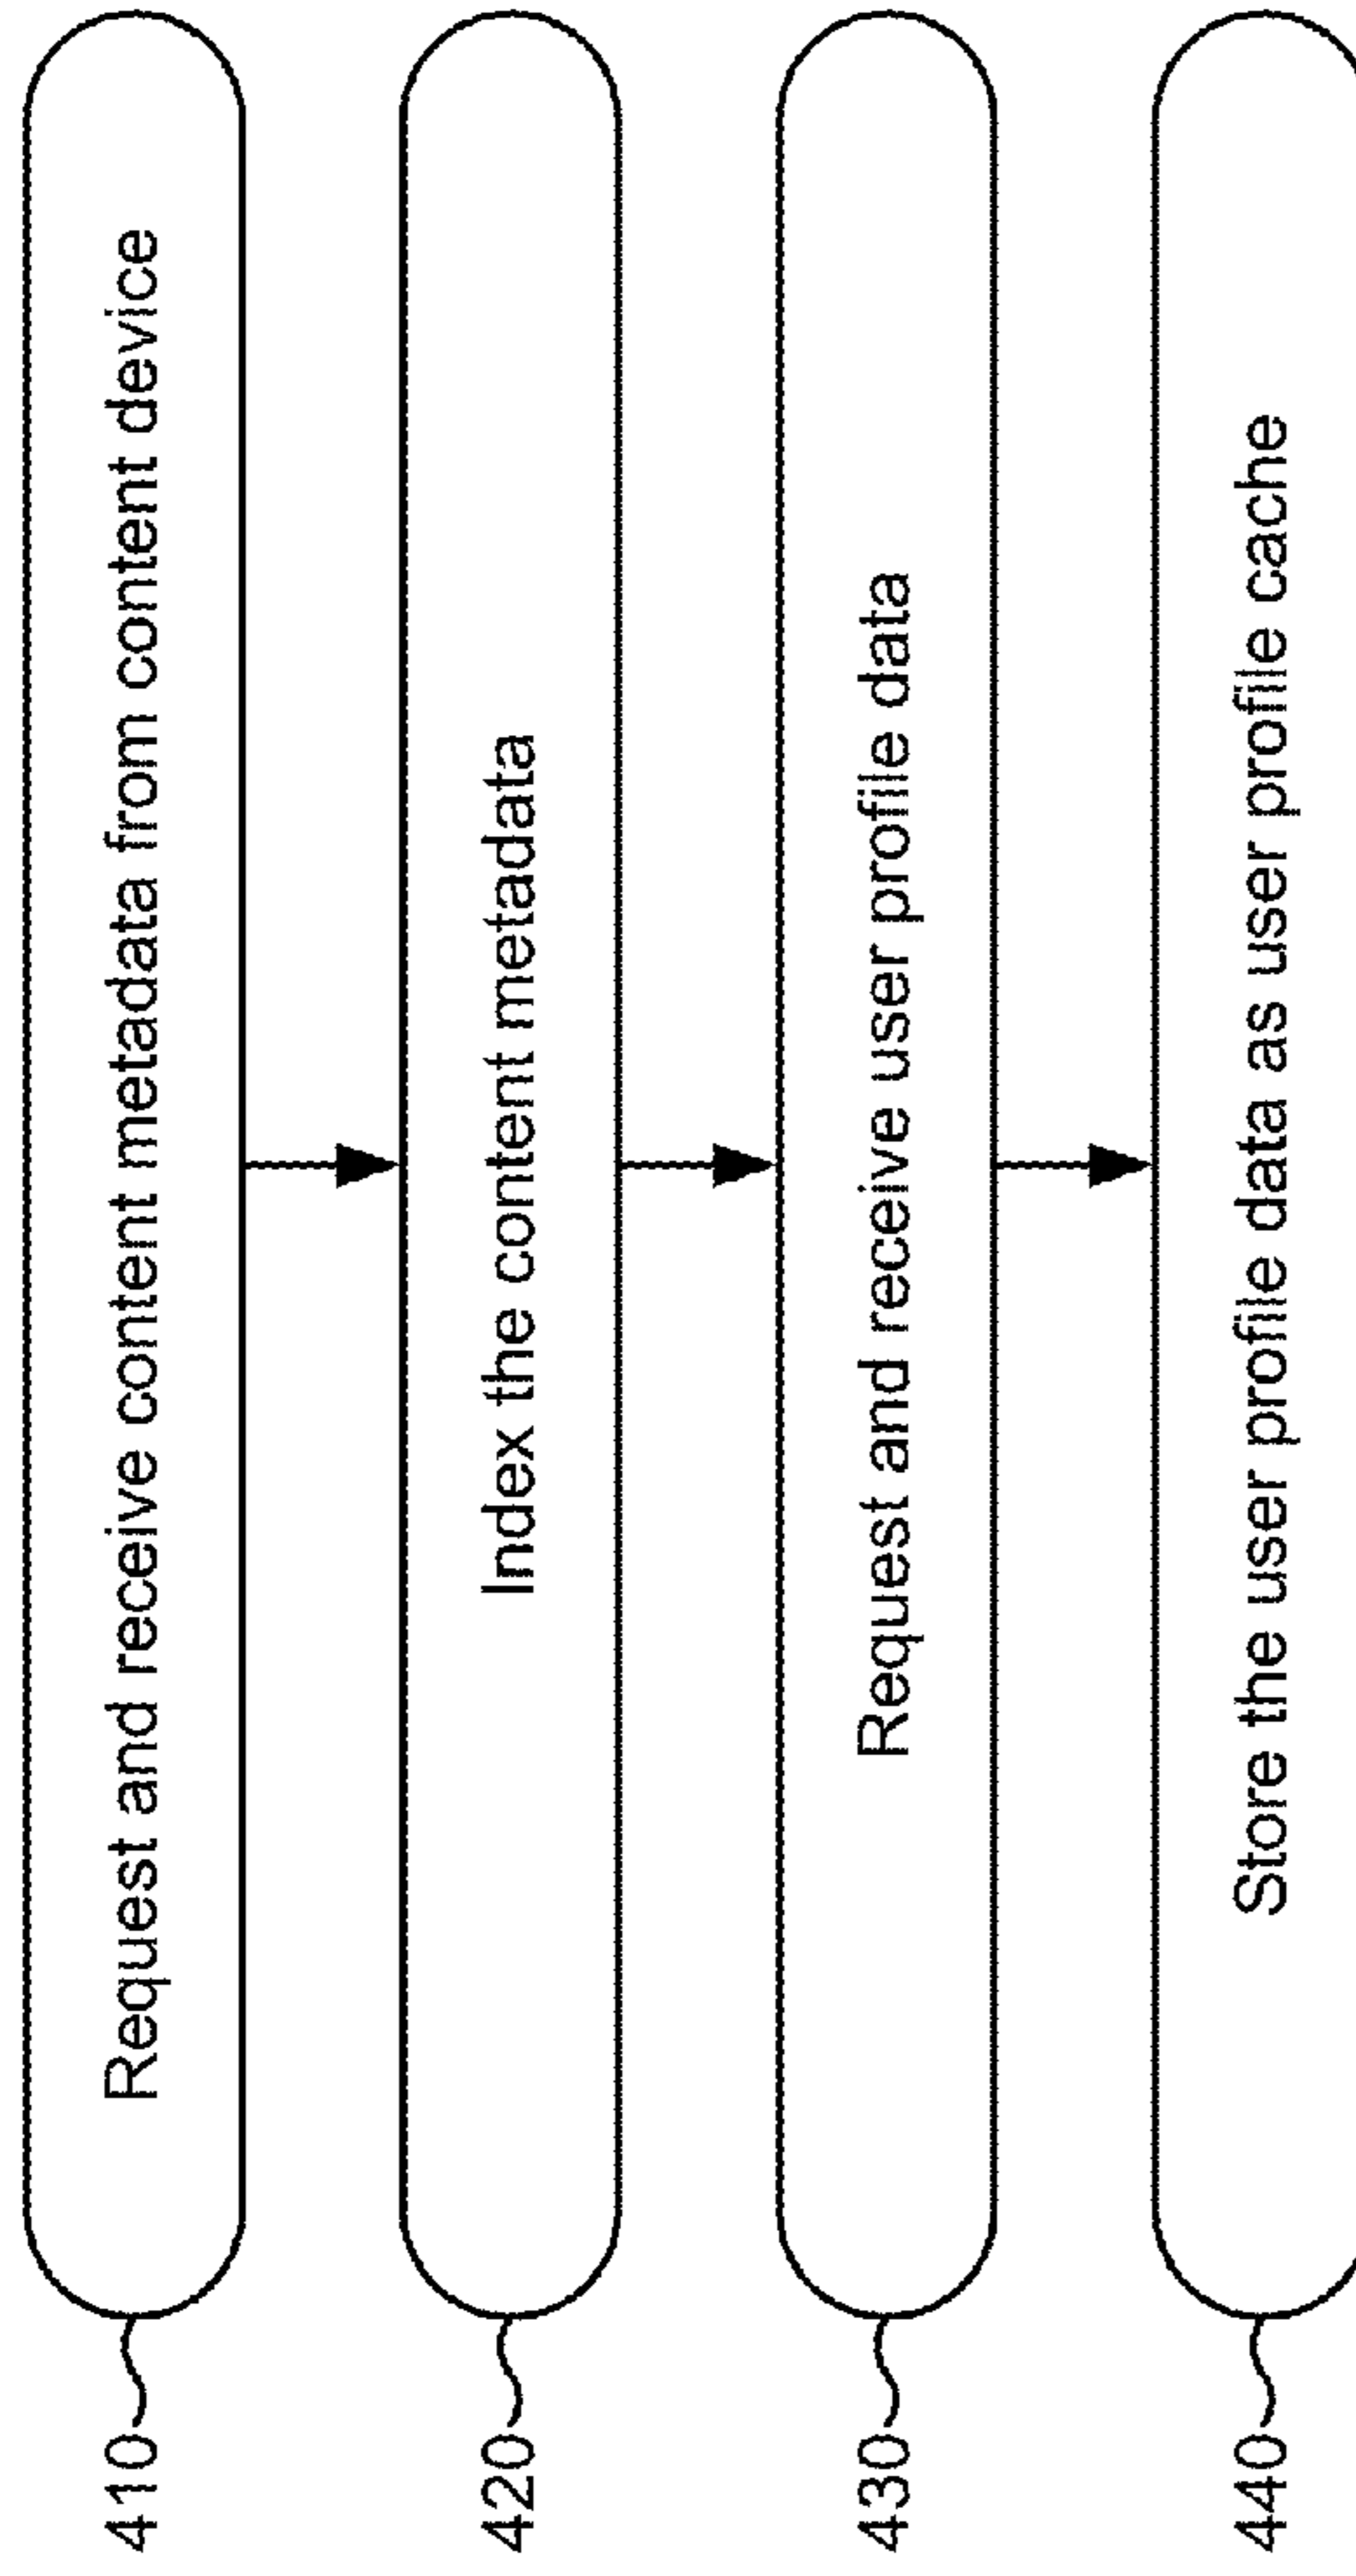 410
Request and receive content metadata from content device
420
Index the content metadata
430
Request and receive user profile data
440
Store the user profile data as user profile cache